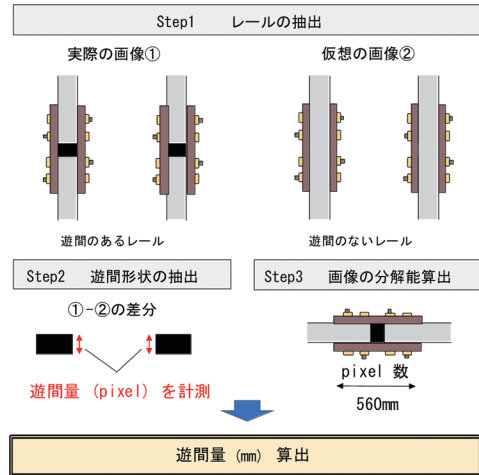 Step1 レールの抽出
実際の画像①
仮想の画像②
遊間のあるレール
遊間のないレール
Step2 遊間形状の抽出
①-②の差分
遊間量 (pixel) を計測
Step3 画像の分解能算出
pixel 数
560mm
遊間量 (mm) 算出